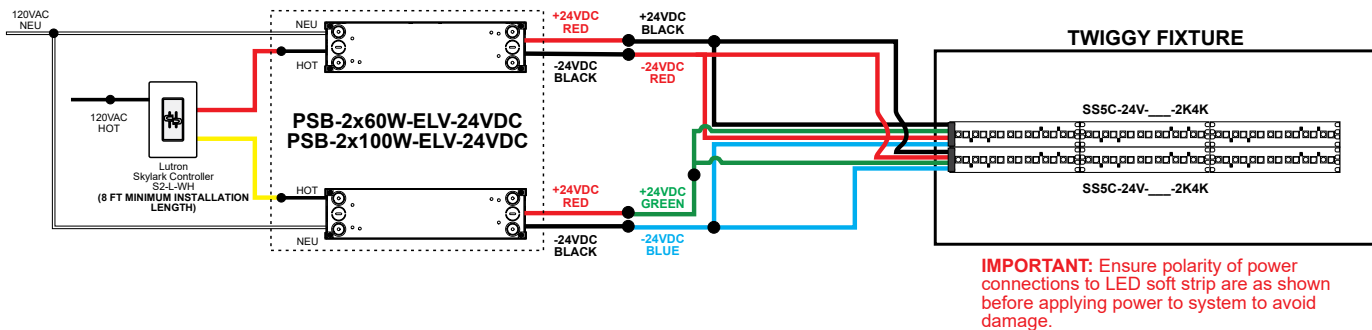 120VAC
NEU
NEU
HOT
+24VDC
RED
-24VDC
BLACK
+24VDC
BLACK
-24VDC
RED
TWIGGY FIXTURE
SS5C-24V-___-2K4K
120VAC
HOT
Lutron
Skylark Controller
S2-L-WH
(8 FT MINIMUM INSTALLATION
LENGTH)
PSB-2x60W-ELV-24VDC
PSB-2x100W-ELV-24VDC
HOT
NEU
+24VDC
RED
-24VDC
BLACK
+24VDC
GREEN
-24VDC
BLUE
SS5C-24V-___-2K4K
IMPORTANT: Ensure polarity of power
connections to LED soft strip are as shown
before applying power to system to avoid
damage.